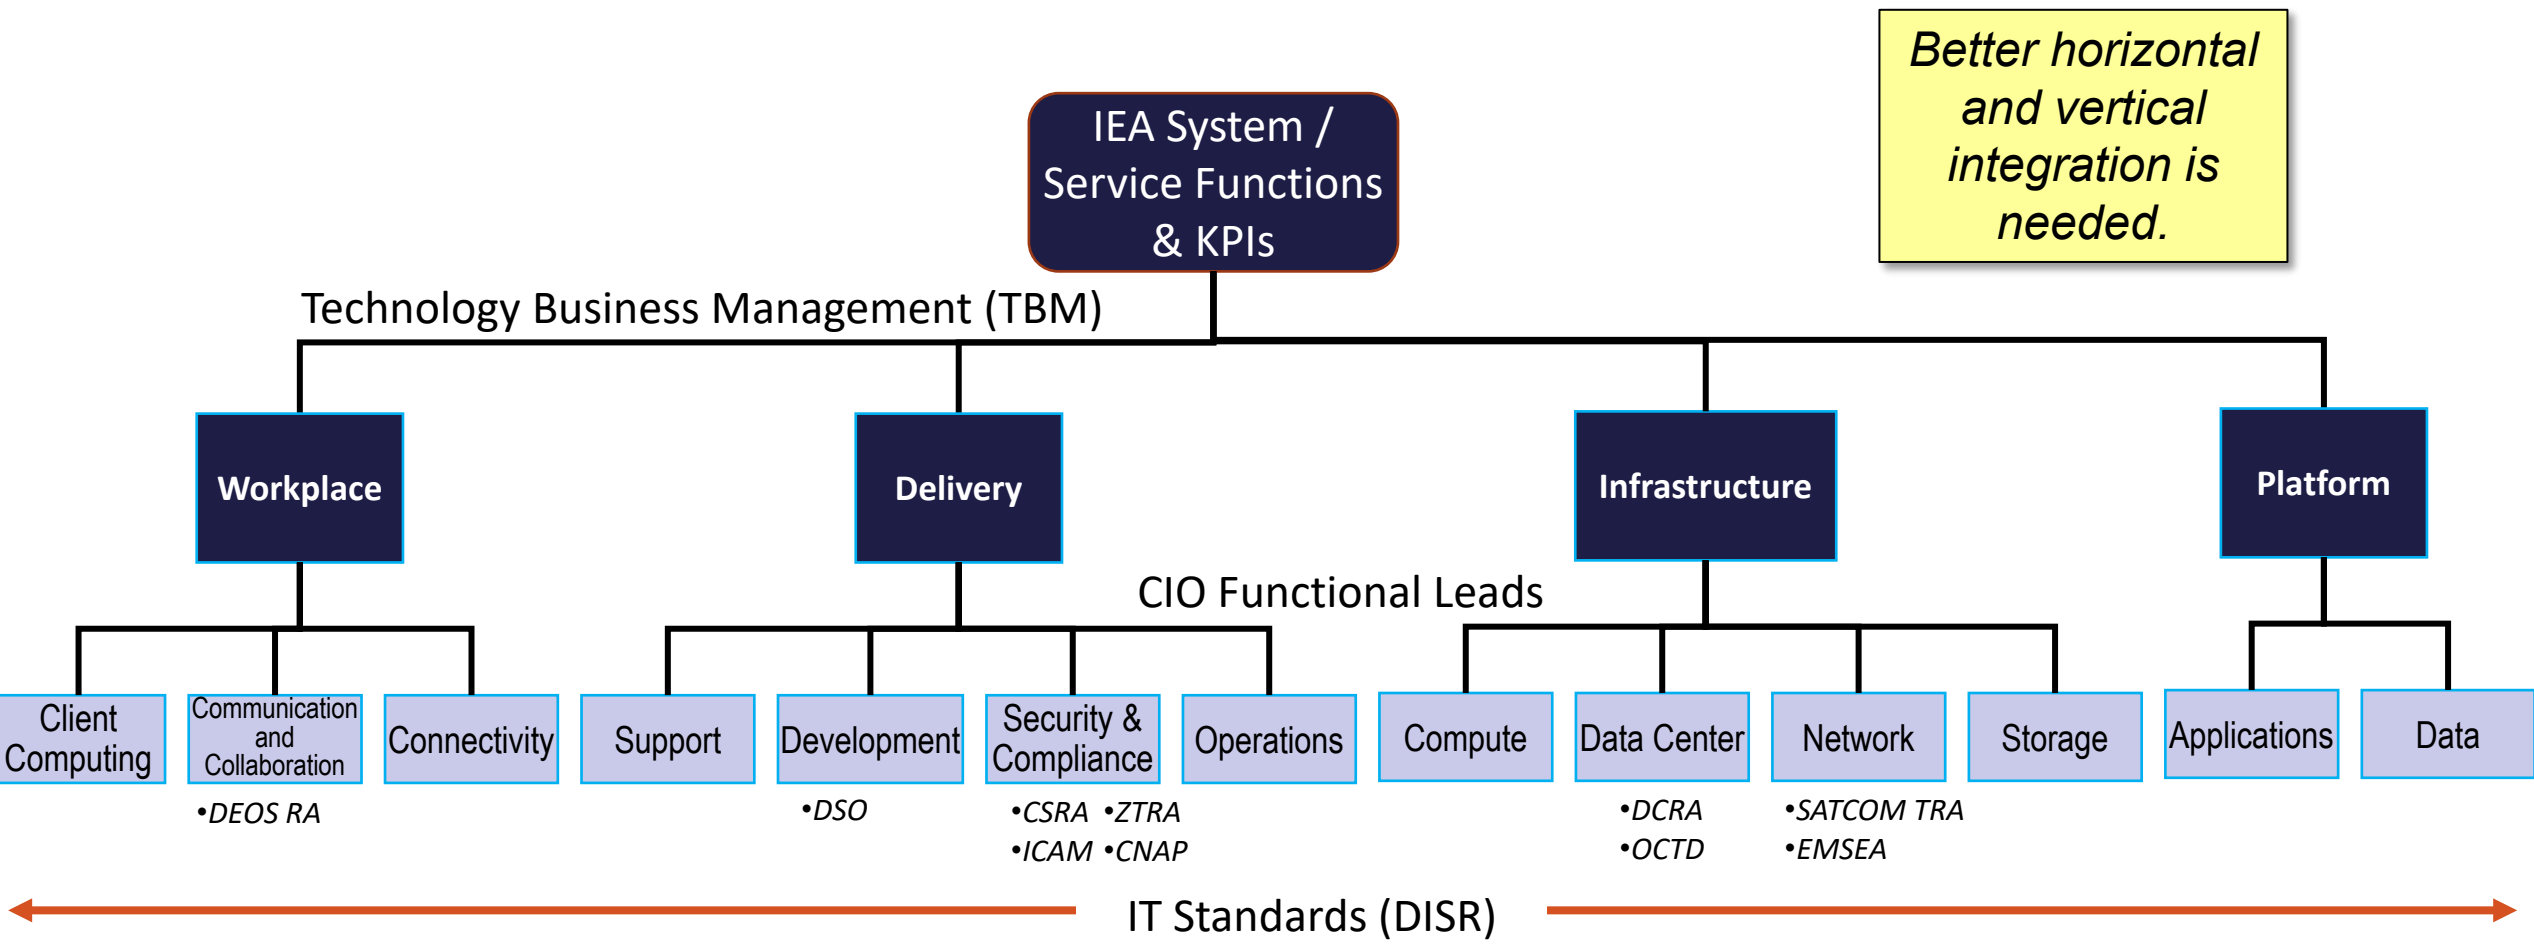 Better horizontal
and vertical
integration is
needed.
IEA System /
Service Functions
& KPIs
Technology Business Management (TBM)
Workplace
Delivery
Infrastructure
Platform
CIO Functional Leads
Client
Computing
Communication
and
Collaboration
Connectivity
Support
Development
Security &
Compliance
Operations
Compute
Data Center
Network
Storage
Applications
Data
•DEOS RA
•DSO
•CSRA •ZTRA
•ICAM •CNAP
•DCRA
•OCTD
•SATCOM TRA
•EMSEA
IT Standards (DISR)